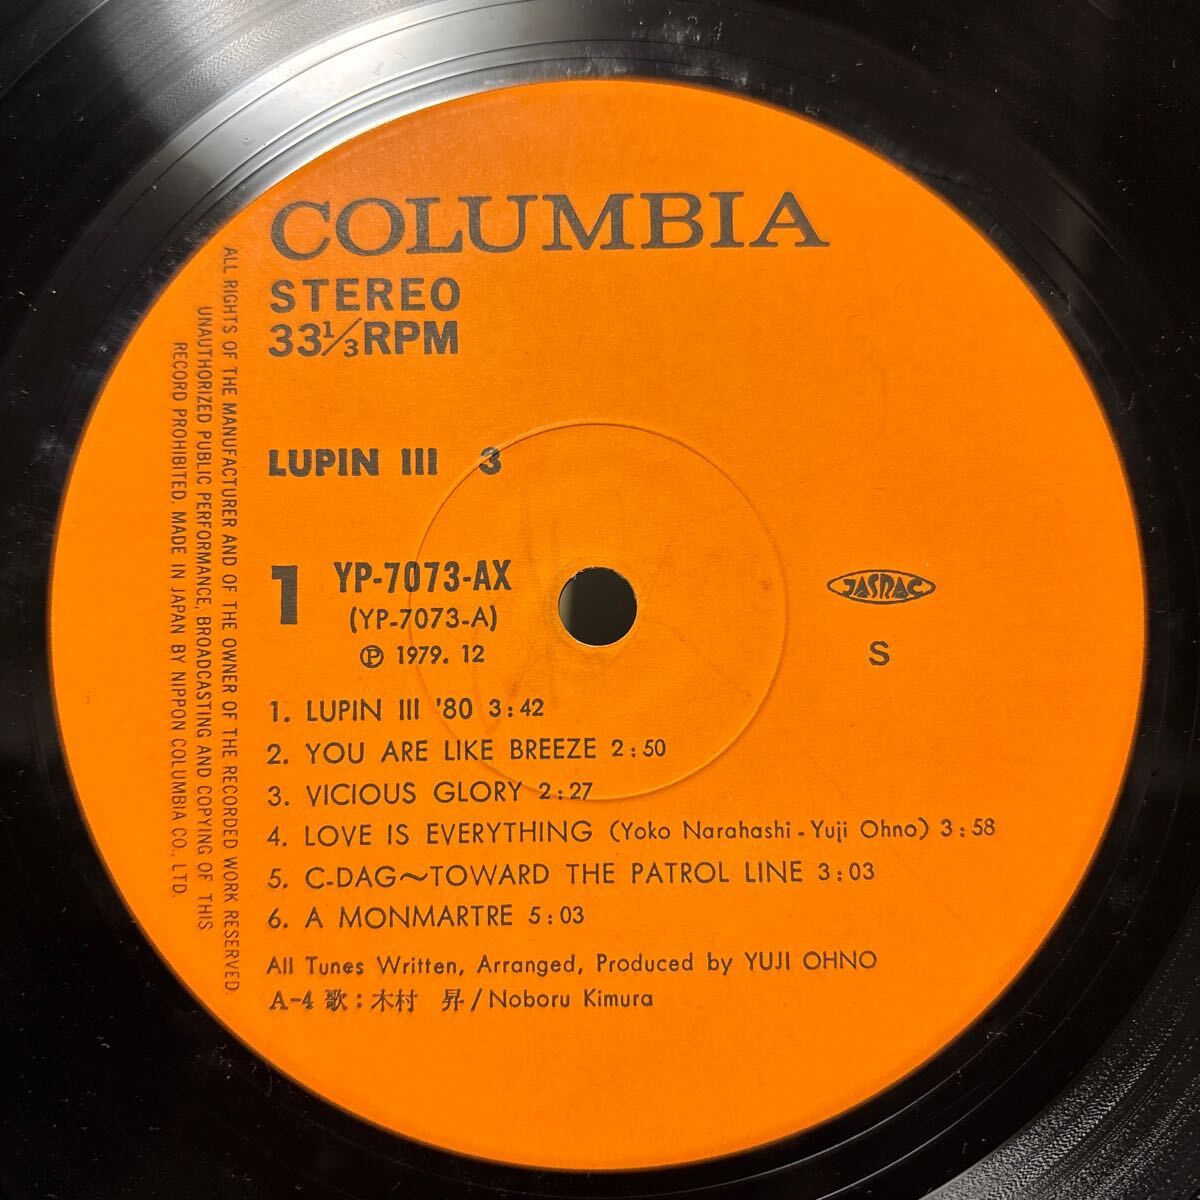 COLUMBIA
STEREO
33⅓RPM
LUPIN III 3
1 YP-7073-AX
(YP-7073-A)
Ⓟ 1979. 12
JASRAC
S
1. LUPIN III '80 3:42
2. YOU ARE LIKE BREEZE 2:50
3. VICIOUS GLORY 2:27
4. LOVE IS EVERYTHING (Yoko Narahashi-Yuji Ohno) 3:58
5. C-DAG〜TOWARD THE PATROL LINE 3:03
6. A MONMARTRE 5:03
All Tunes Written, Arranged, Produced by YUJI OHNO
A-4 歌:木村 昇/Noboru Kimura
ALL RIGHTS OF THE MANUFACTURER AND OF THE OWNER OF THE RECORDED WORK RESERVED.
UNAUTHORIZED PUBLIC PERFORMANCE, BROADCASTING AND COPYING OF THIS
RECORD PROHIBITED. MADE IN JAPAN BY NIPPON COLUMBIA CO., LTD.